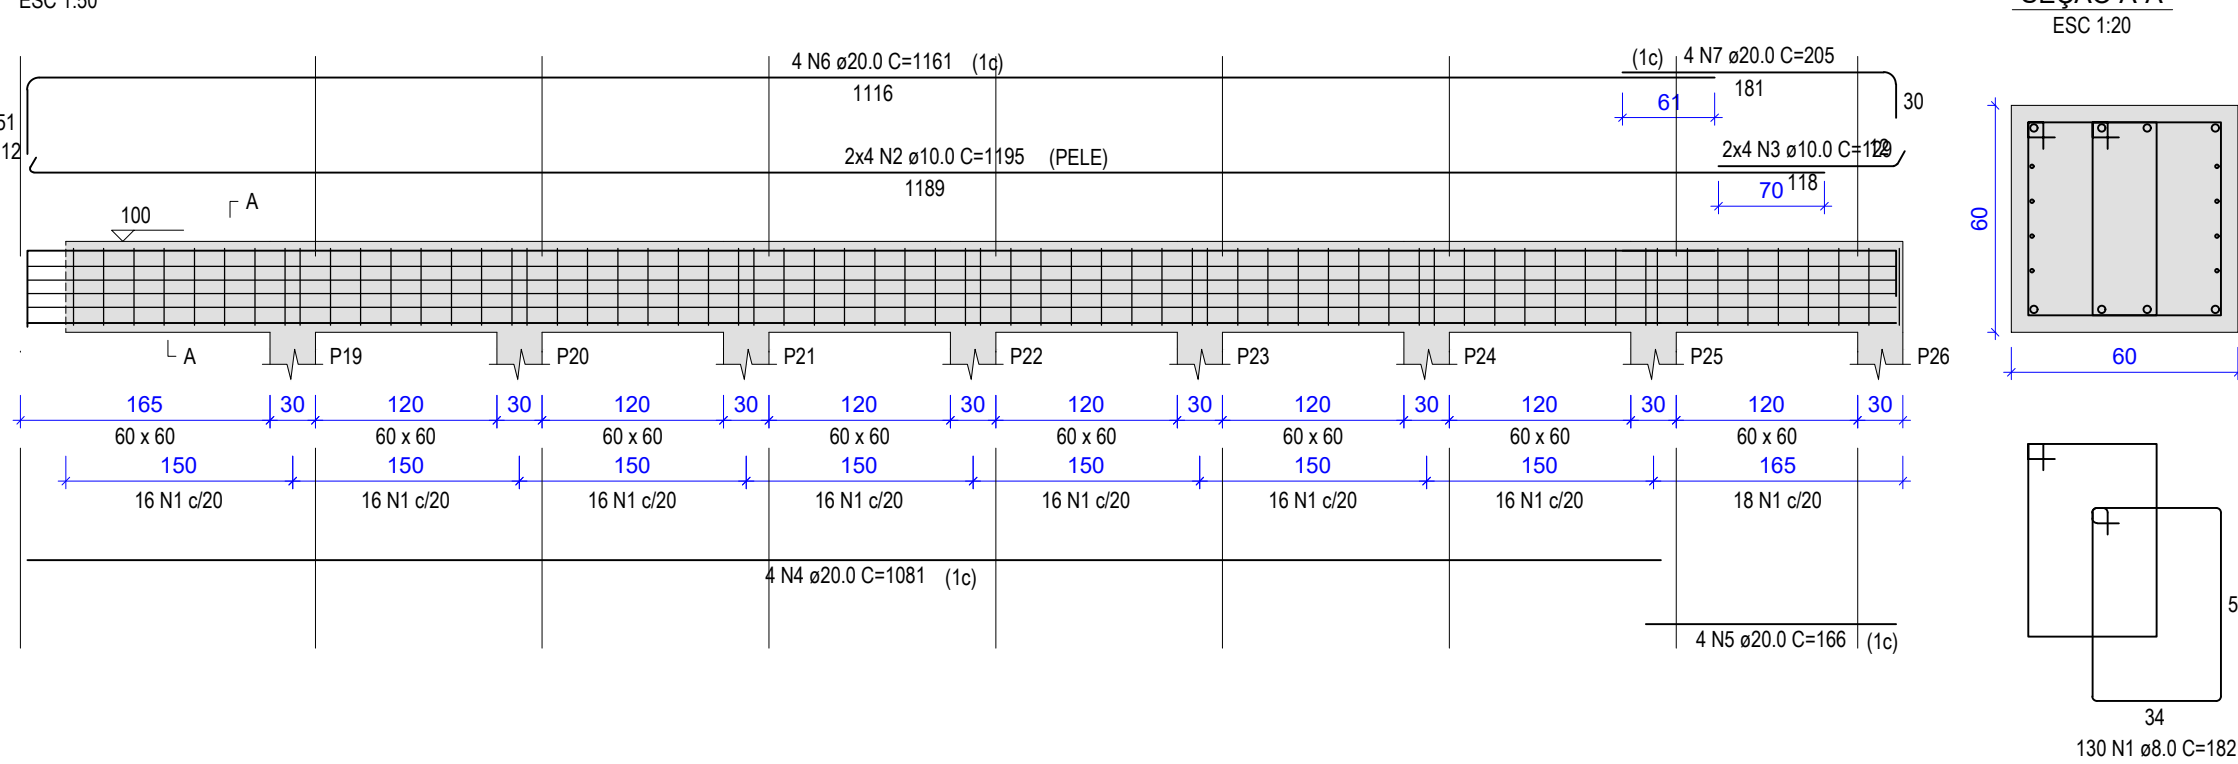 ESC 1:50
SEÇÃO A-A
ESC 1:20
4 N6 ø20.0 C=1161 (1c)
(1c) 4 N7 ø20.0 C=205
1116
181
61
30
51
12
2x4 N2 ø10.0 C=1195 (PELE)
2x4 N3 ø10.0 C=129
12
1189
118
70
A
100
60
A
P19
P20
P21
P22
P23
P24
P25
P26
60
165 30 120 30 120 30 120 30 120 30 120 30 120 30 120 30
60 x 60 60 x 60 60 x 60 60 x 60 60 x 60 60 x 60 60 x 60 60 x 60
150 150 150 150 150 150 150 165
16 N1 c/20 16 N1 c/20 16 N1 c/20 16 N1 c/20 16 N1 c/20 16 N1 c/20 16 N1 c/20 18 N1 c/20
4 N4 ø20.0 C=1081 (1c)
4 N5 ø20.0 C=166 (1c)
34
130 N1 ø8.0 C=182